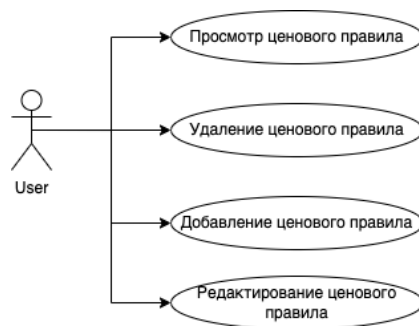 Просмотр ценового правила
Удаление ценового правила
User
Добавление ценового правила
Редактирование ценового
правила